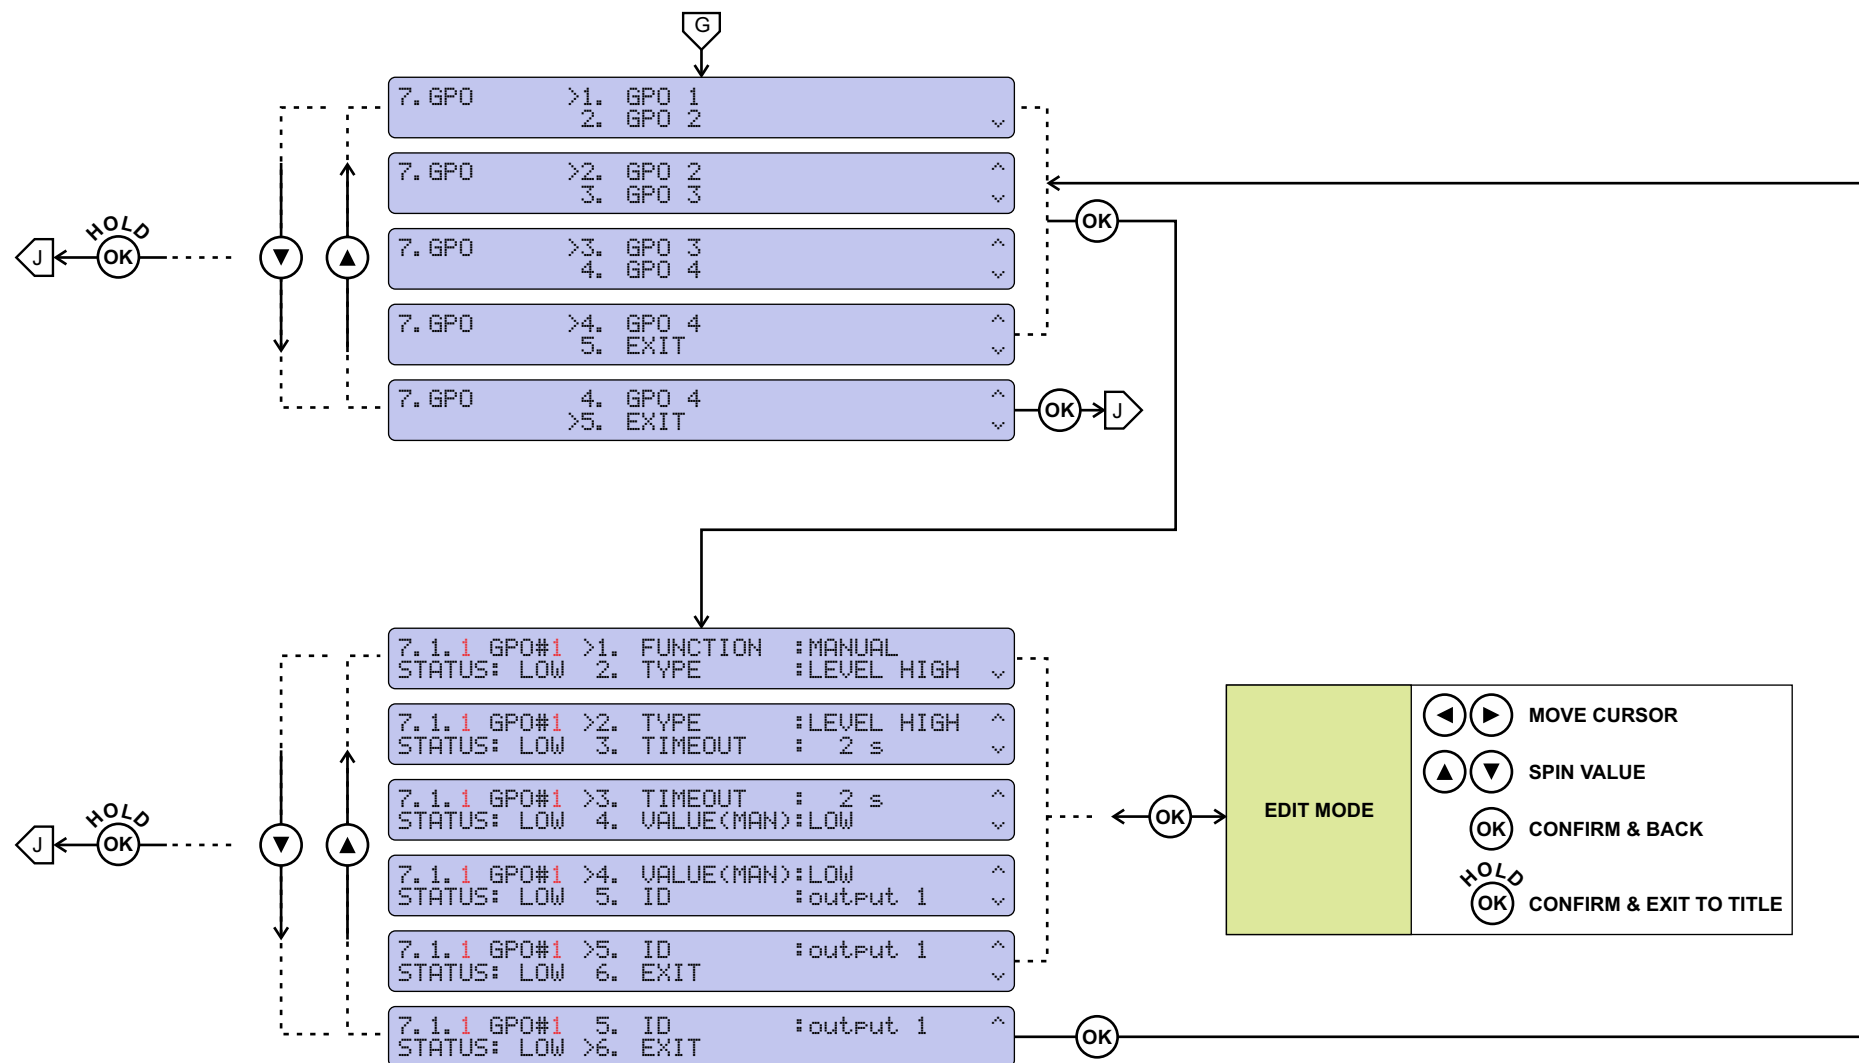 G
7.GPO >1. GPO 1
2. GPO 2
7.GPO >2. GPO 2
3. GPO 3
7.GPO >3. GPO 3
4. GPO 4
7.GPO >4. GPO 4
5. EXIT
7.GPO 4. GPO 4
>5. EXIT
HOLD
J OK
OK
OK J
7.1.1 GPO#1 >1. FUNCTION :MANUAL
STATUS: LOW 2. TYPE :LEVEL HIGH
7.1.1 GPO#1 >2. TYPE :LEVEL HIGH
STATUS: LOW 3. TIMEOUT : 2 s
7.1.1 GPO#1 >3. TIMEOUT : 2 s
STATUS: LOW 4. VALUE(MAN):LOW
7.1.1 GPO#1 >4. VALUE(MAN):LOW
STATUS: LOW 5. ID :output 1
7.1.1 GPO#1 >5. ID :output 1
STATUS: LOW 6. EXIT
7.1.1 GPO#1 5. ID :output 1
STATUS: LOW >6. EXIT
HOLD
J OK
OK
OK
EDIT MODE
MOVE CURSOR
SPIN VALUE
OK CONFIRM & BACK
HOLD
OK CONFIRM & EXIT TO TITLE